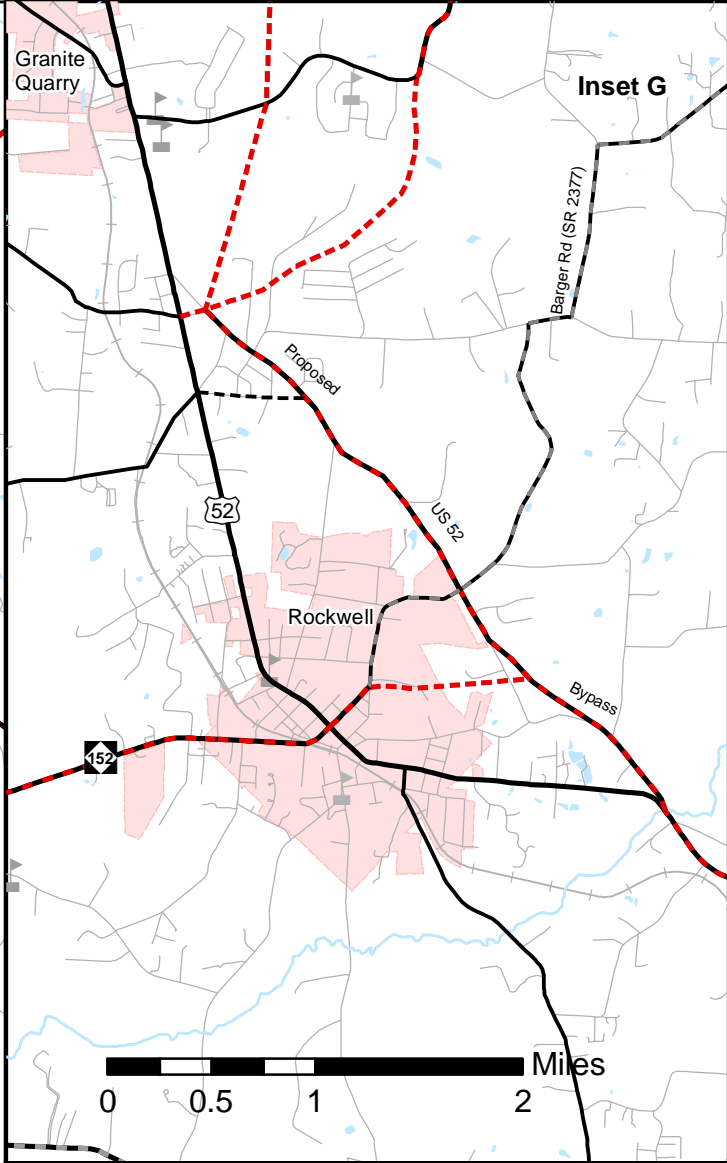 Granite
Quarry
Inset G
Barger Rd (SR 2377)
Proposed
52
US 52
Rockwell
Bypass
152
Miles
0 0.5 1 2